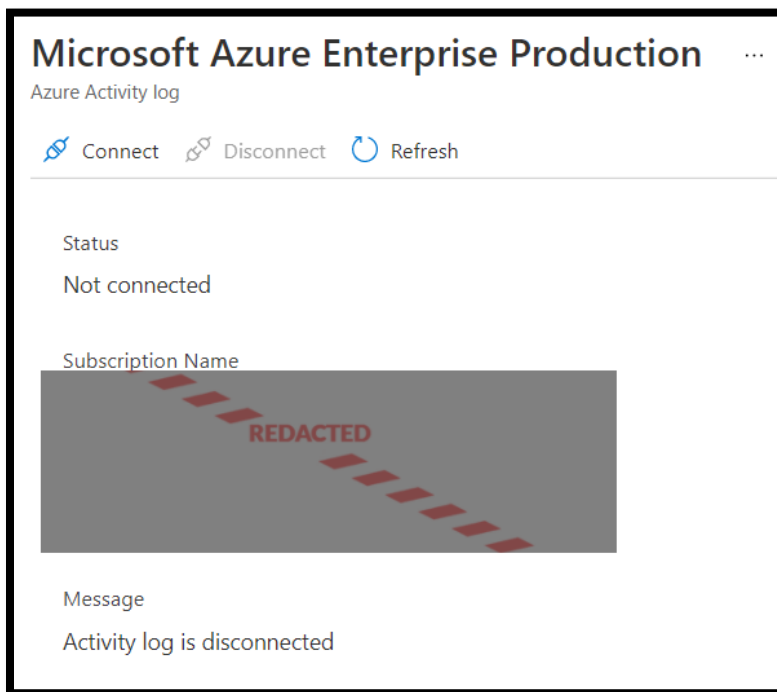 Microsoft Azure Enterprise Production ...
Azure Activity log
Connect Disconnect Refresh
Status
Not connected
Subscription Name
REDACTED
Message
Activity log is disconnected